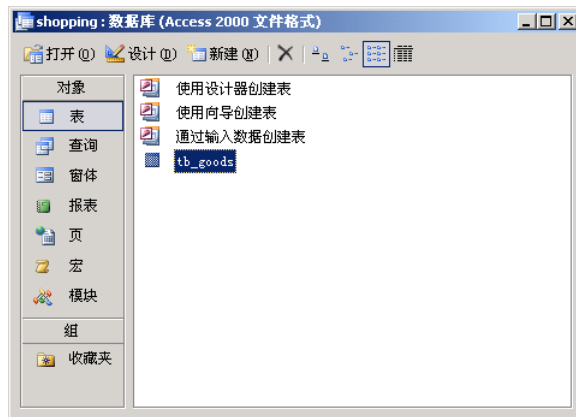 shopping : 数据库 (Access 2000 文件格式)
打开(O) 设计(D) 新建(N)
对象
表
查询
窗体
报表
页
宏
模块
组
收藏夹
使用设计器创建表
使用向导创建表
通过输入数据创建表
tb_goods